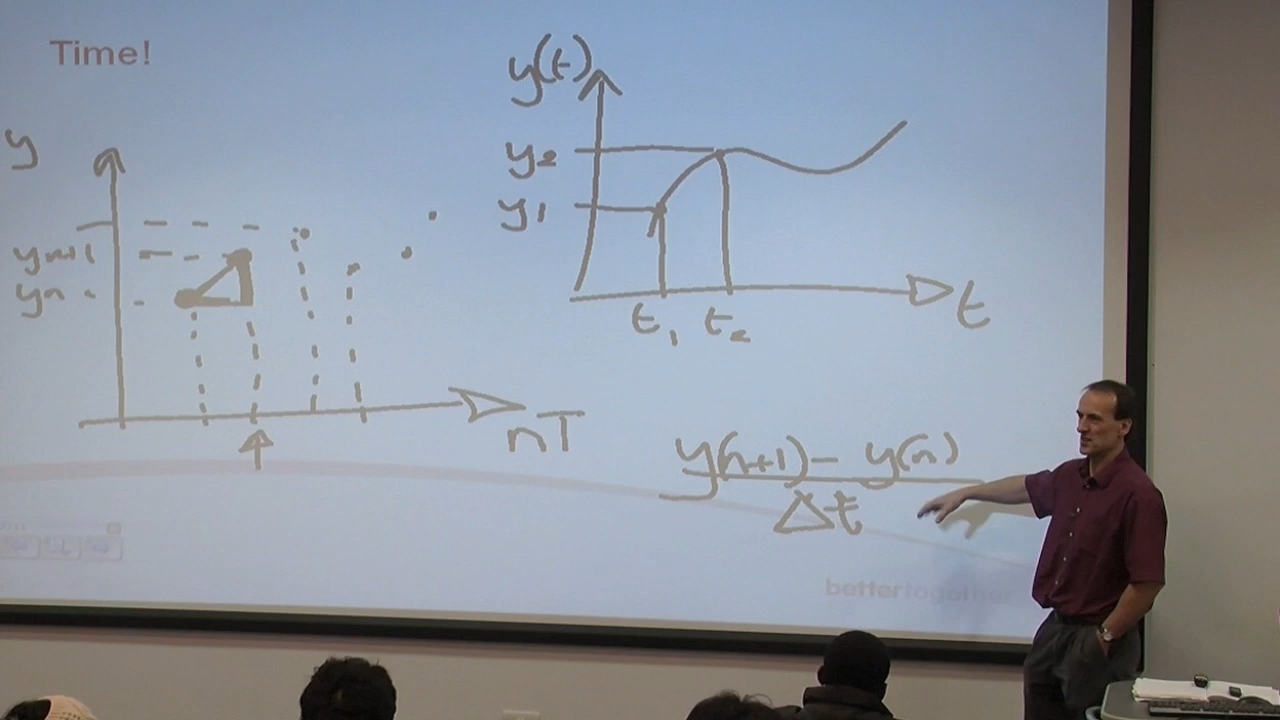 Time!
y
yn+1
yn
nT
y(t)
y2
y1
t1 t2
t
y(n+1) - y(n)
Δt
bettertogether